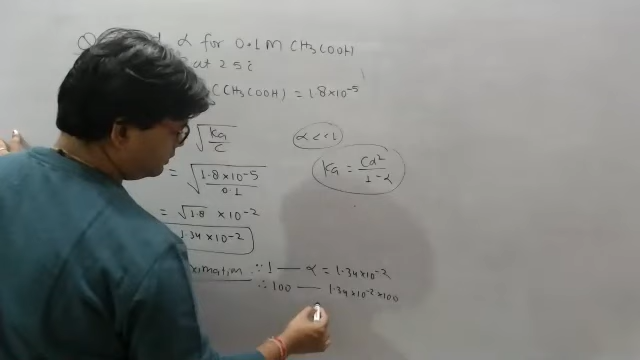 Q α for 0.1M CH3COOH
at 25℃
(CH3COOH) = 1.8×10-5
√Ka/C α<<1
Ka = Cα2/1-α
= √1.8×10-5/0.1
= √1.8 ×10-2
1.34 ×10-2
ximation ∵ 1 — α = 1.34×10-2
∴ 100 — 1.34×10-2×100